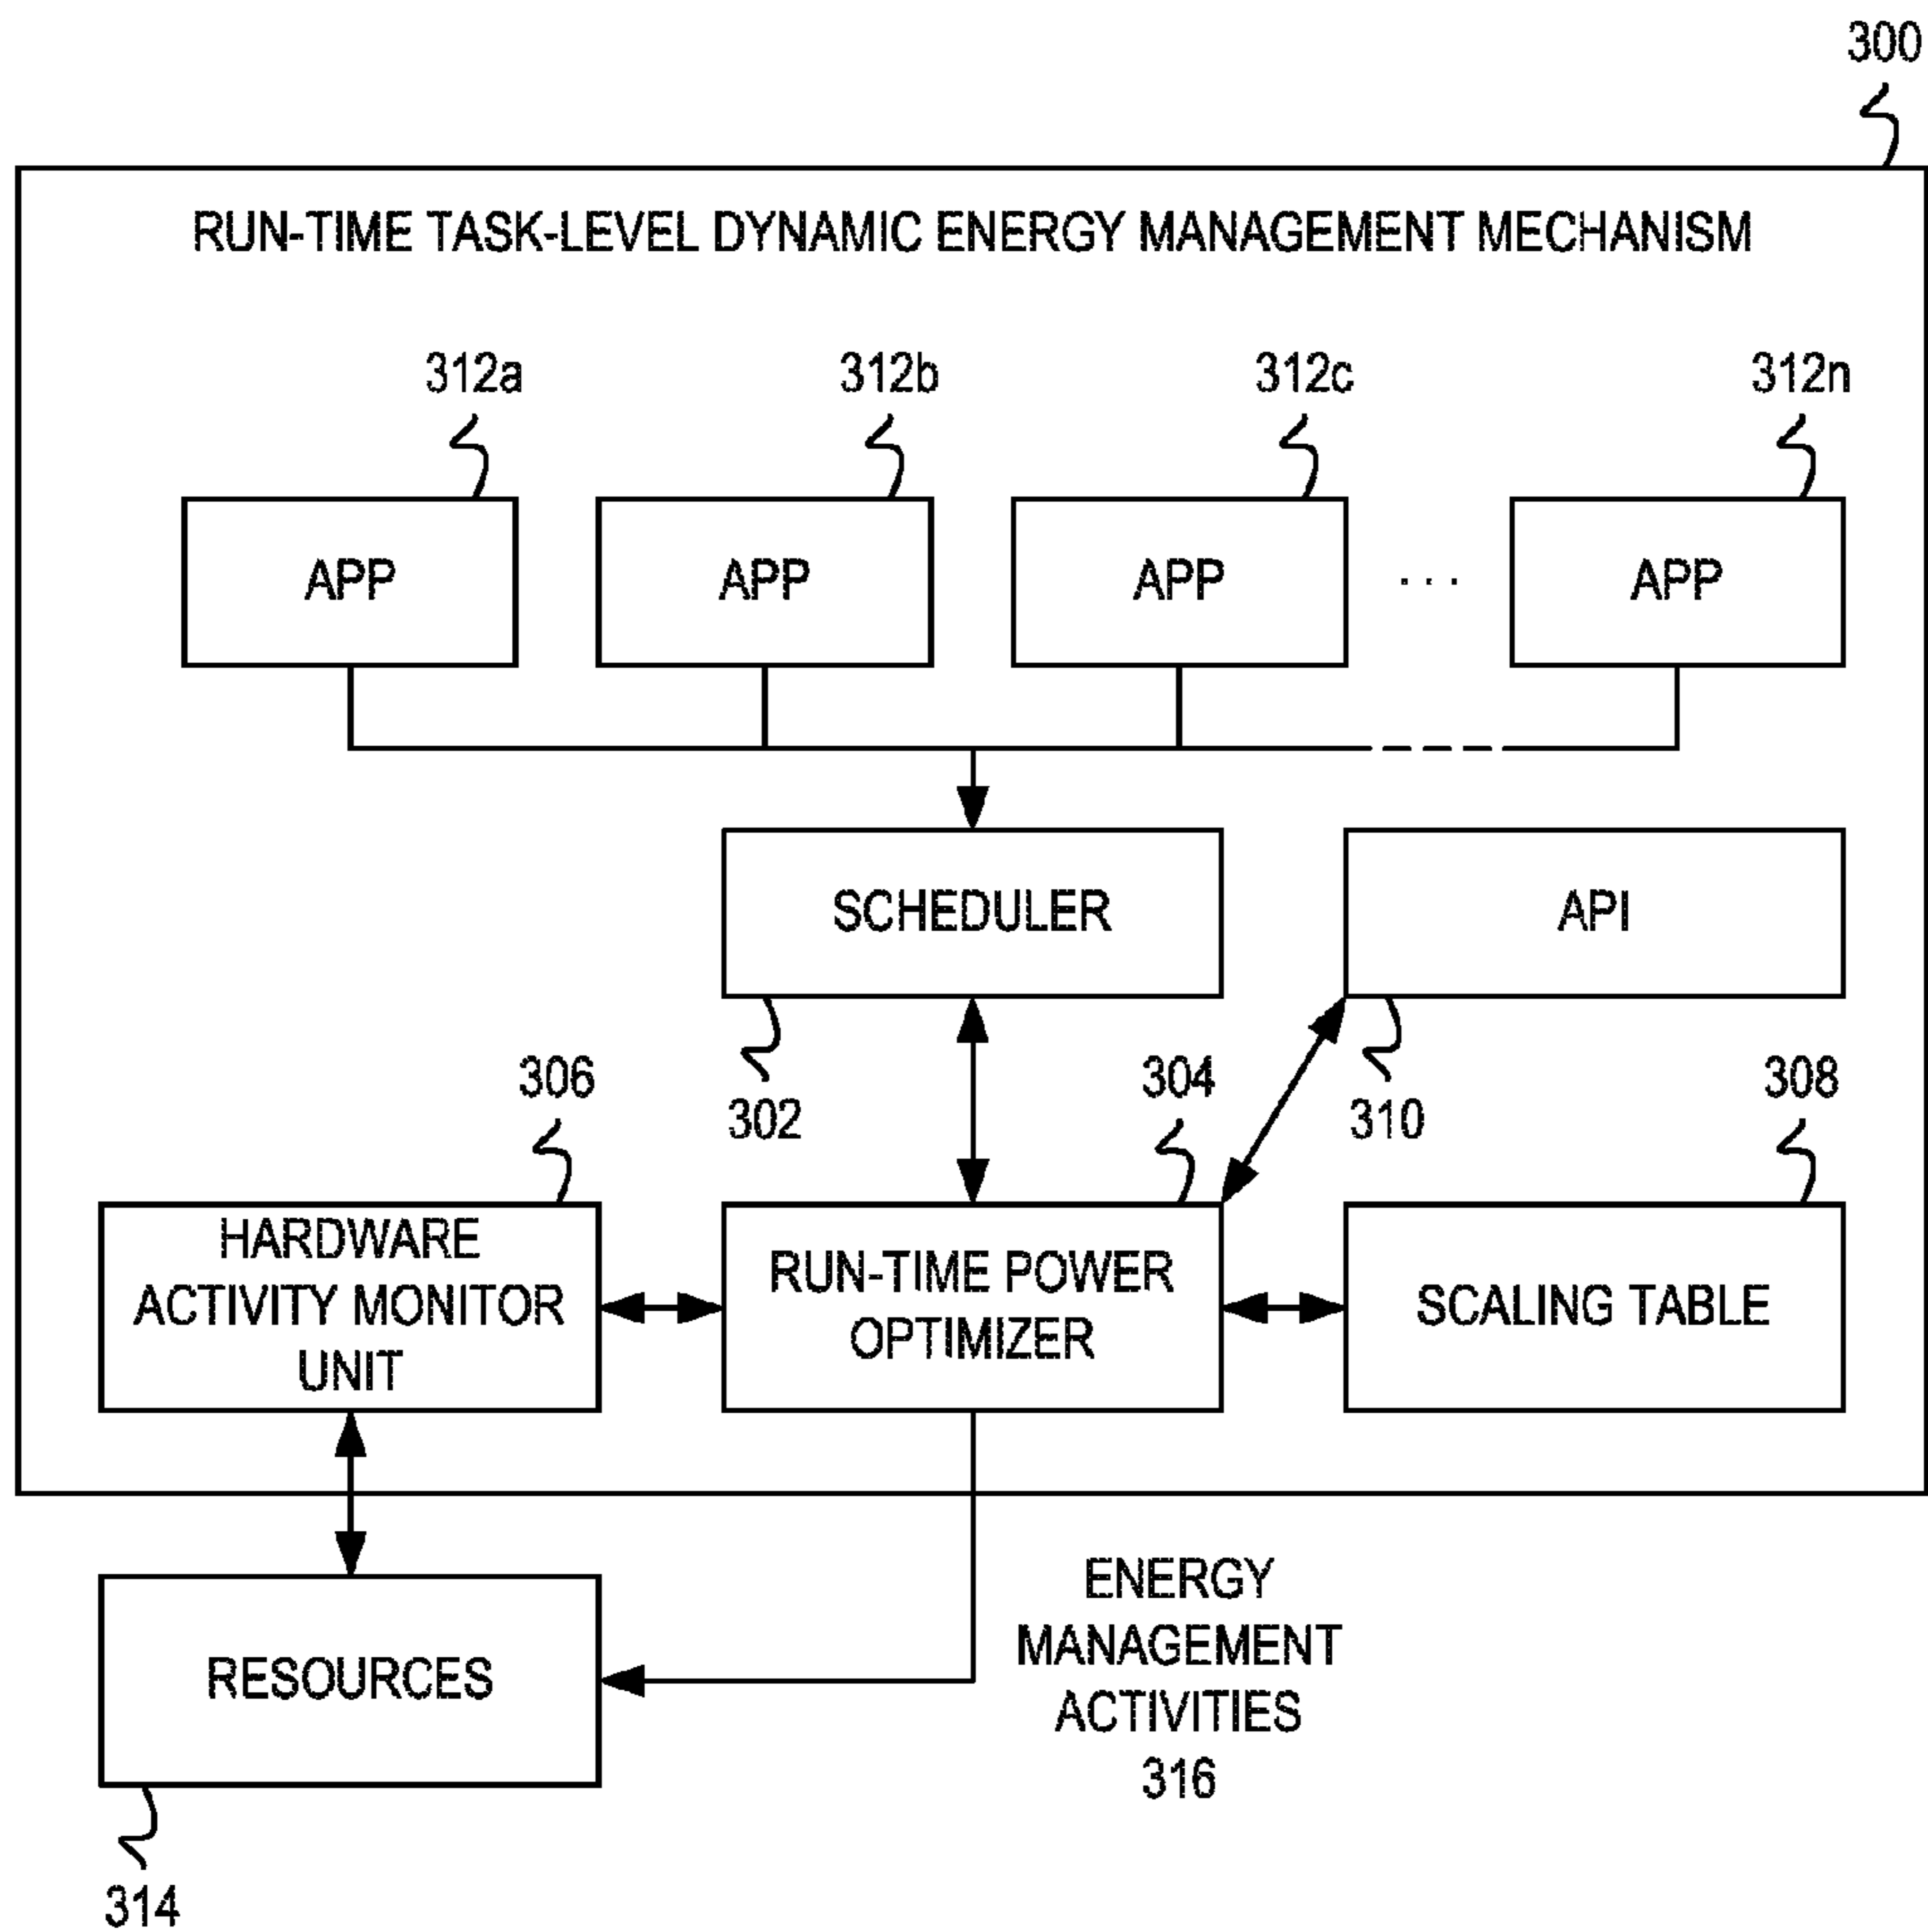 300
RUN-TIME TASK-LEVEL DYNAMIC ENERGY MANAGEMENT MECHANISM
312a
312b
312c
312n
APP
APP
APP
. . .
APP
SCHEDULER
API
302
310
306
304
308
HARDWARE
ACTIVITY MONITOR
UNIT
RUN-TIME POWER
OPTIMIZER
SCALING TABLE
RESOURCES
ENERGY
MANAGEMENT
ACTIVITIES
316
314